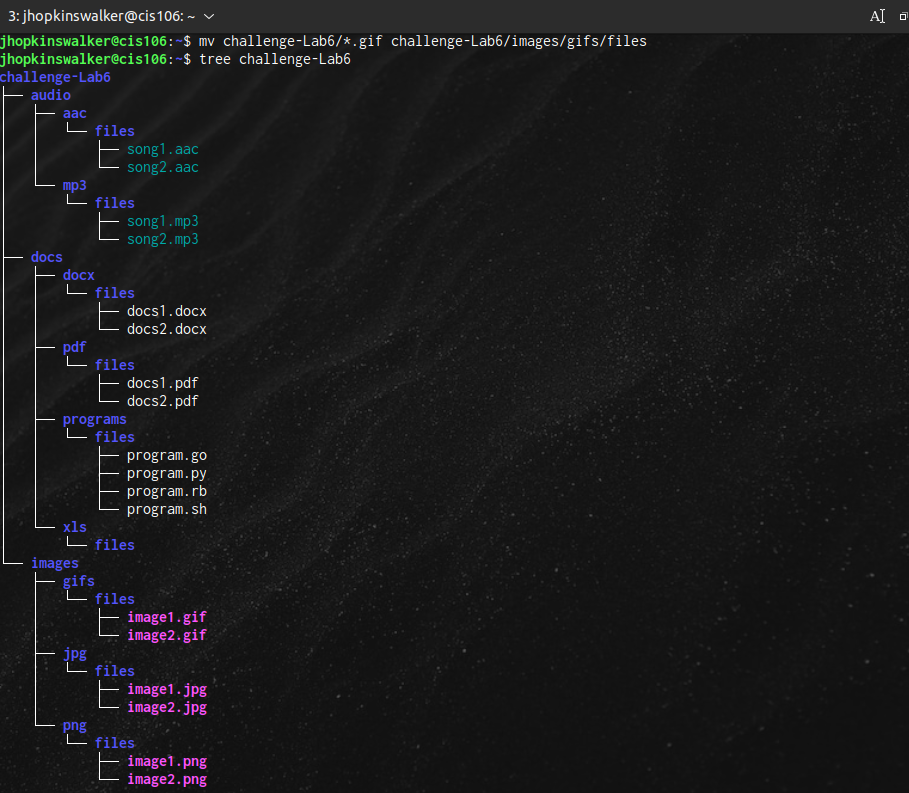 3: jhopkinswalker@cis106: ~
jhopkinswalker@cis106:~$ mv challenge-Lab6/*.gif challenge-Lab6/images/gifs/files
jhopkinswalker@cis106:~$ tree challenge-Lab6
challenge-Lab6
├── audio
│   ├── aac
│   │   └── files
│   │       ├── song1.aac
│   │       └── song2.aac
│   └── mp3
│       └── files
│           ├── song1.mp3
│           └── song2.mp3
├── docs
│   ├── docx
│   │   └── files
│   │       ├── docs1.docx
│   │       └── docs2.docx
│   ├── pdf
│   │   └── files
│   │       ├── docs1.pdf
│   │       └── docs2.pdf
│   ├── programs
│   │   └── files
│   │       ├── program.go
│   │       ├── program.py
│   │       ├── program.rb
│   │       └── program.sh
│   └── xls
│       └── files
└── images
    ├── gifs
    │   └── files
    │       ├── image1.gif
    │       └── image2.gif
    ├── jpg
    │   └── files
    │       ├── image1.jpg
    │       └── image2.jpg
    └── png
        └── files
            ├── image1.png
            └── image2.png